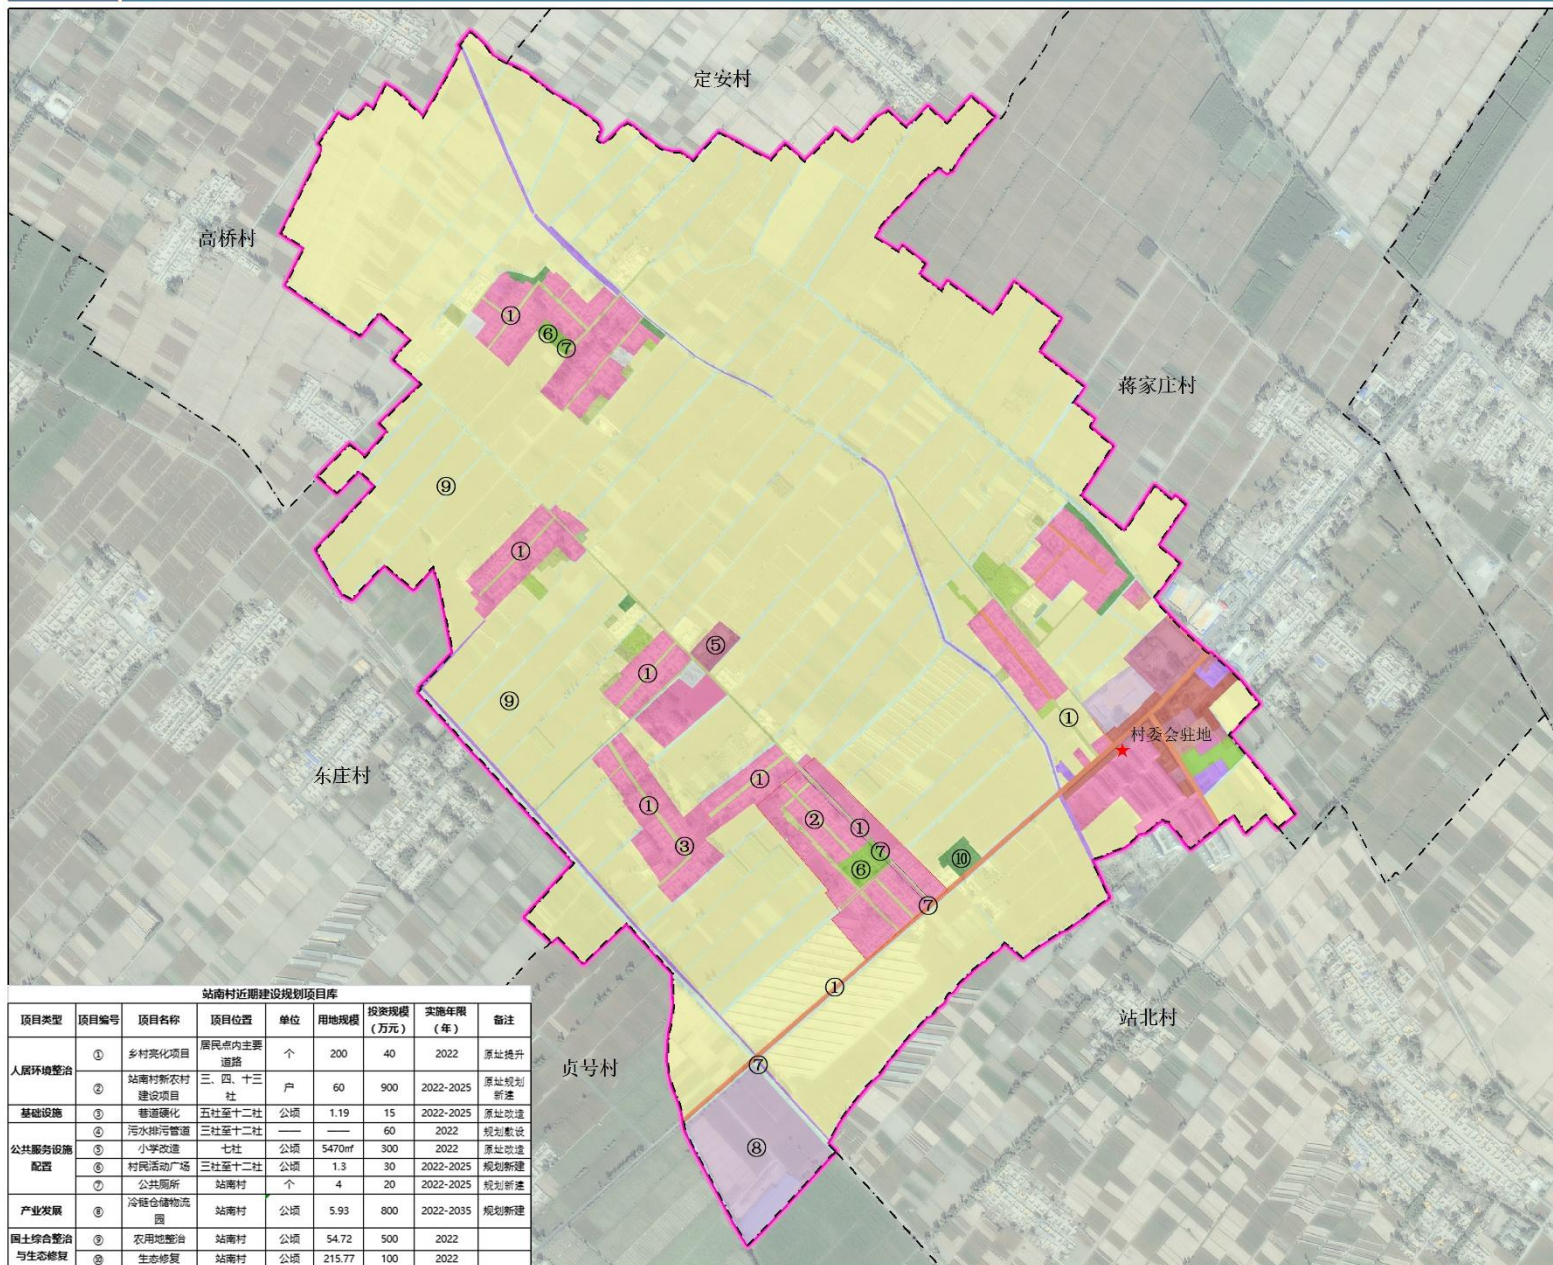 定安村
高桥村
蒋家庄村
①
⑥
⑦
⑨
①
⑤
①
⑨
①
村委会驻地
东庄村
①
①
②
①
③
⑦
⑥
⑩
⑦
①
站北村
贞号村
⑦
⑧
站南村近期建设规划项目库
项目类型 项目编号 项目名称 项目位置 单位 用地规模 投资规模（万元） 实施年限（年） 备注
人居环境整治 ① 乡村亮化项目 居民点内主要道路 个 200 40 2022 原址提升
② 站南村新农村建设项目 三、四、十三社 户 60 900 2022-2025 原址规划新建
基础设施 ③ 巷道硬化 五社至十二社 公顷 1.19 15 2022-2025 原址改造
公共服务设施配置 ④ 污水排污管道 三社至十二社 —— —— 60 2022 规划敷设
⑤ 小学改造 七社 公顷 5470㎡ 300 2022 原址改造
⑥ 村民活动广场 三社至十二社 公顷 1.3 30 2022-2025 规划新建
⑦ 公共厕所 站南村 个 4 20 2022-2025 规划新建
产业发展 ⑧ 冷链仓储物流园 站南村 公顷 5.93 800 2022-2035 规划新建
国土综合整治与生态修复 ⑨ 农用地整治 站南村 公顷 54.72 500 2022
⑩ 生态修复 站南村 公顷 215.77 100 2022